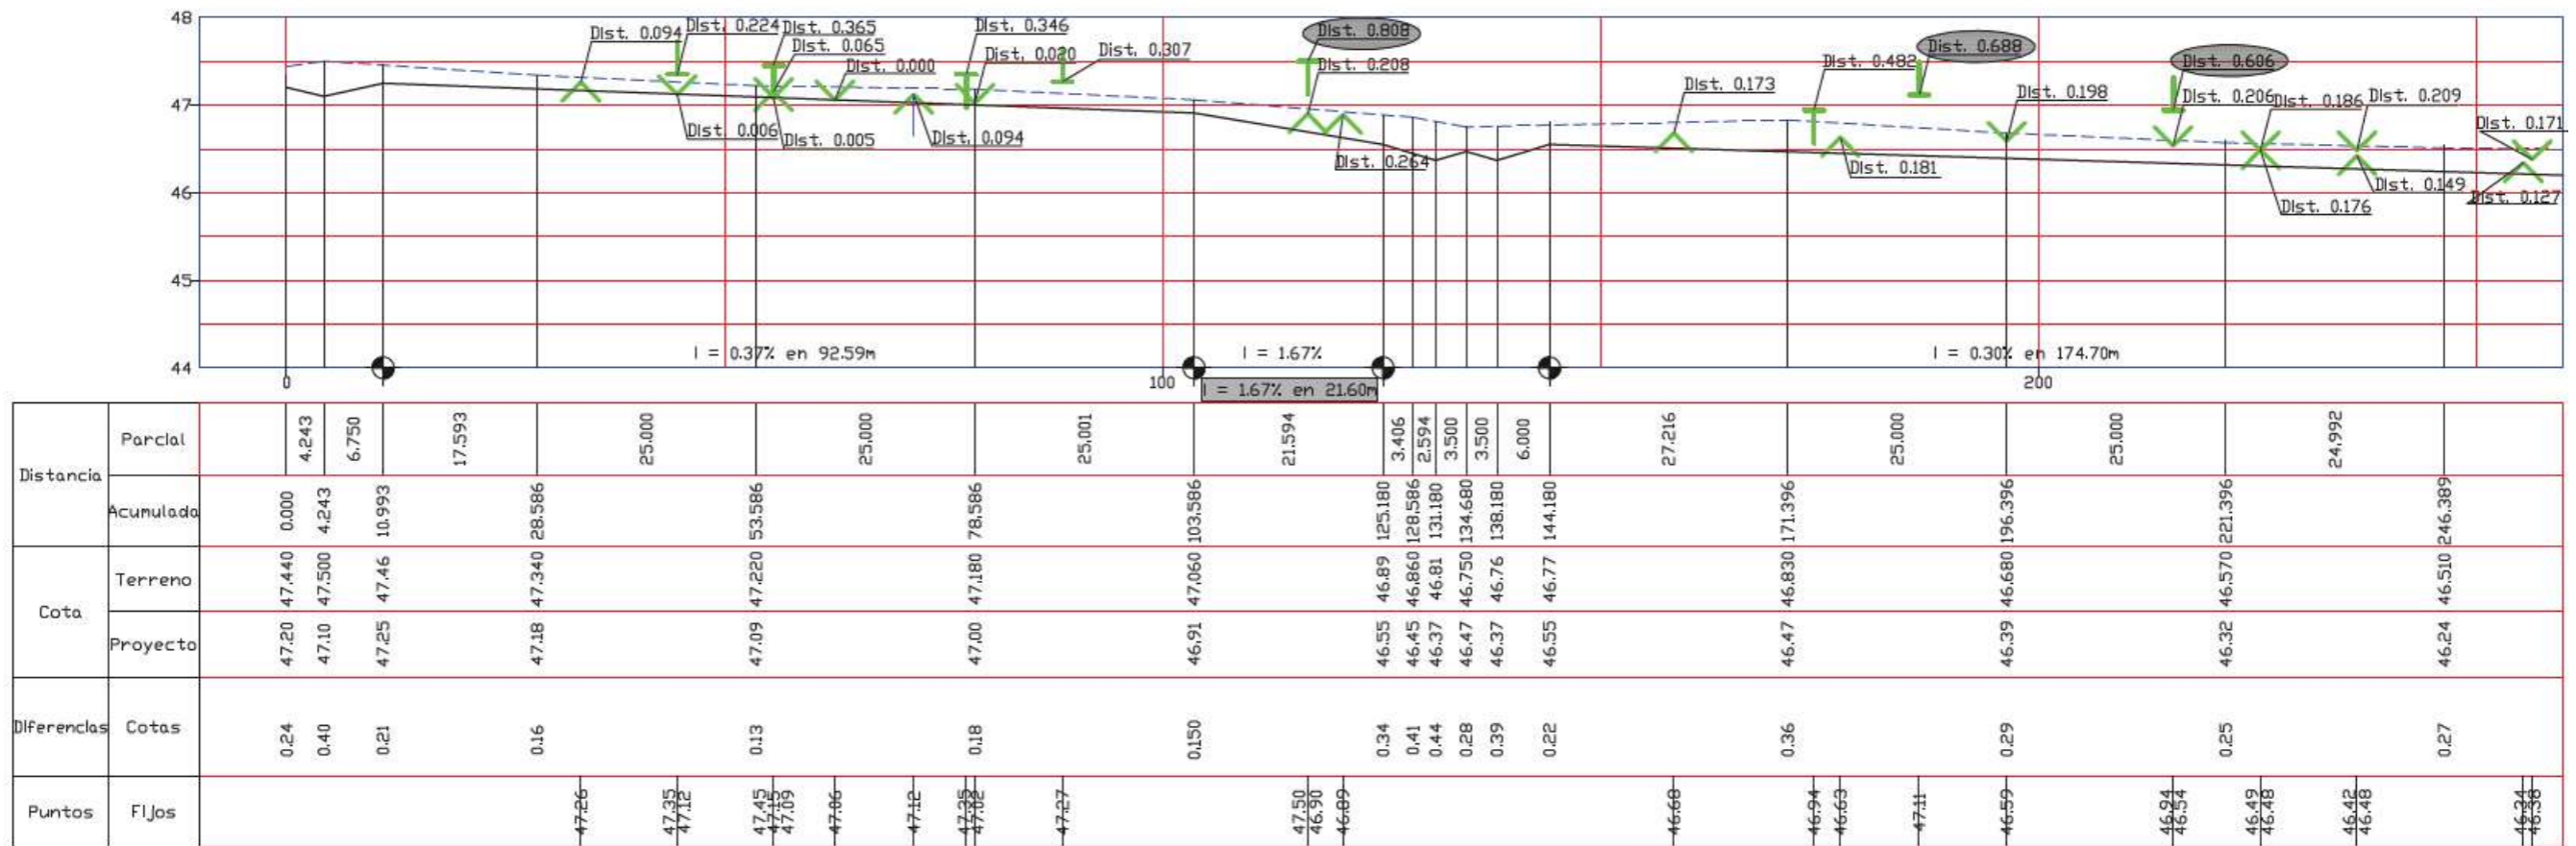 48
47
46
45
44
DIst. 0.094
DIst. 0.224
DIst. 0.365
DIst. 0.065
DIst. 0.000
DIst. 0.346
Dist. 0.020
Dist. 0.307
DIst. 0.808
DIst. 0.208
DIst. 0.006
DIst. 0.005
DIst. 0.094
DIst. 0.264
DIst. 0.173
DIst. 0.482
DIst. 0.181
DIst. 0.688
DIst. 0.198
DIst. 0.606
DIst. 0.206
DIst. 0.186
DIst. 0.209
DIst. 0.176
DIst. 0.149
DIst. 0.171
DIst. 0.127
I = 0.37% en 92.59m
I = 1.67%
I = 0.30% en 174.70m
0
100
200
I = 1.67% en 21.60m
Distancia
Parcial
4.243
6.750
17.593
25.000
25.000
25.001
21.594
3.406
2.594
3.500
3.500
6.000
27.216
25.000
25.000
24.992
Acumulada
0.000
4.243
10.993
28.586
53.586
78.586
103.586
125.180
128.586
131.180
134.680
138.180
144.180
171.396
196.396
221.396
246.389
Cota
Terreno
47.440
47.500
47.46
47.340
47.220
47.180
47.060
46.89
46.860
46.81
46.750
46.76
46.77
46.830
46.680
46.570
46.510
Proyecto
47.20
47.10
47.25
47.18
47.09
47.00
46.91
46.55
46.45
46.37
46.47
46.37
46.55
46.47
46.39
46.32
46.24
DIferencIas
Cotas
0.24
0.40
0.21
0.16
0.13
0.18
0.150
0.34
0.41
0.44
0.28
0.39
0.22
0.36
0.29
0.25
0.27
Puntos
FIjos
47.26
47.35
47.12
47.45
47.15
47.09
47.06
47.12
47.35
47.02
47.27
47.50
46.90
46.89
46.68
46.94
46.63
47.11
46.59
46.94
46.54
46.49
46.48
46.42
46.48
46.34
46.38